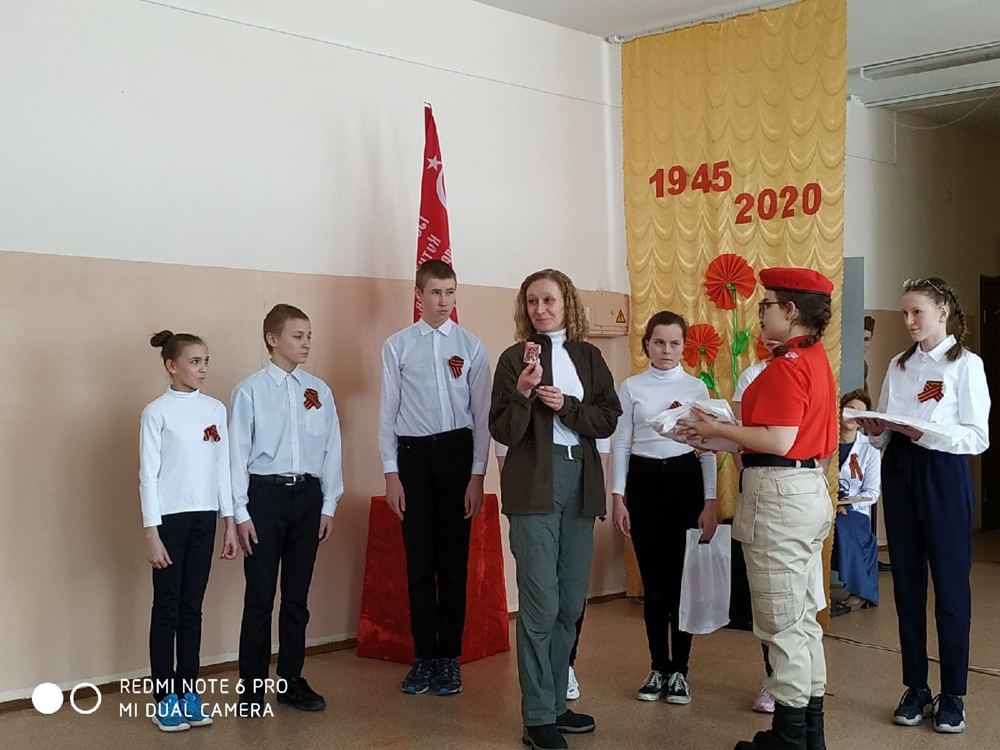 1945
2020
REDMI NOTE 6 PRO
MI DUAL CAMERA